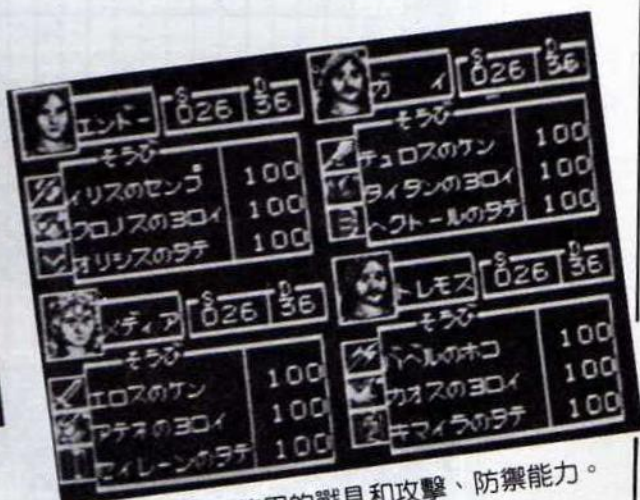 エンドー S 026 D 36
そうび
イリスのセンプ 100
クロノスのヨロイ 100
オリシスのタテ 100
ガイ S 026 D 36
そうび
チュロスのケン 100
タイタンのヨロイ 100
ヘクトールのタテ 100
メディア S 026 D 36
そうび
エロスのケン 100
アテナのヨロイ 100
セイレーンのタテ 100
トレモス S 026 D 36
そうび
バベルのホコ 100
カオスのヨロイ 100
キマイラのタテ 100
的戰具和攻擊、防禦能力。